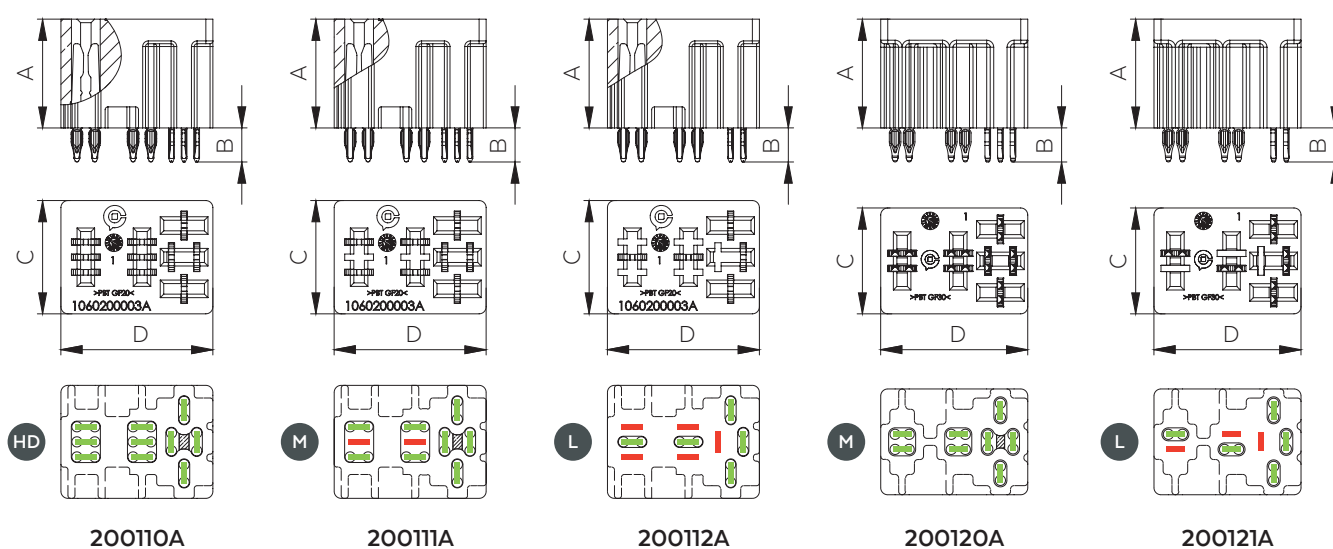 A
B
A
B
A
B
A
B
A
B
C
1
>PBT GF20<
1060200003A
D
C
1
>PBT GF20<
1060200003A
D
C
1
>PBT GF20<
1060200003A
D
C
1
>PBT GF30<
D
C
1
>PBT GF30<
D
HD
M
L
M
L
200110A
200111A
200112A
200120A
200121A